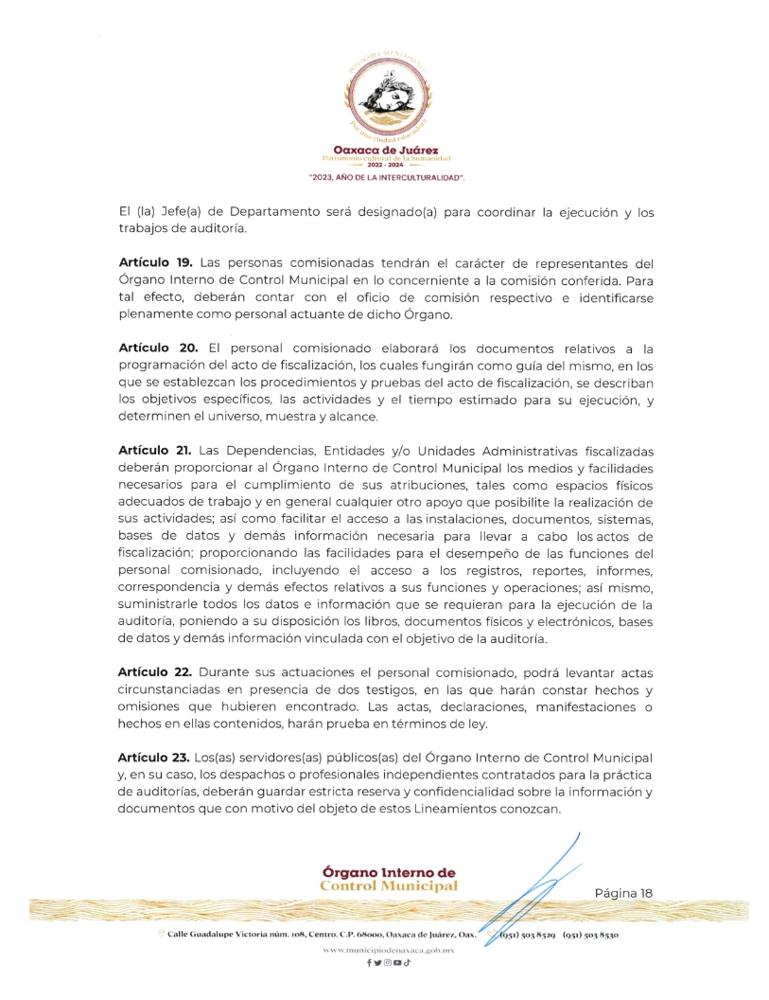 HONORABLE AYUNTAMIENTO
Por una ciudad educadora
Oaxaca de Juárez
Patrimonio cultural de la humanidad
2022 - 2024
"2023, AÑO DE LA INTERCULTURALIDAD".
El (la) Jefe(a) de Departamento será designado(a) para coordinar la ejecución y los
trabajos de auditoría.
Artículo 19. Las personas comisionadas tendrán el carácter de representantes del
Órgano Interno de Control Municipal en lo concerniente a la comisión conferida. Para
tal efecto, deberán contar con el oficio de comisión respectivo e identificarse
plenamente como personal actuante de dicho Órgano.
Artículo 20. El personal comisionado elaborará los documentos relativos a la
programación del acto de fiscalización, los cuales fungirán como guía del mismo, en los
que se establezcan los procedimientos y pruebas del acto de fiscalización, se describan
los objetivos específicos, las actividades y el tiempo estimado para su ejecución, y
determinen el universo, muestra y alcance.
Artículo 21. Las Dependencias, Entidades y/o Unidades Administrativas fiscalizadas
deberán proporcionar al Órgano Interno de Control Municipal los medios y facilidades
necesarios para el cumplimiento de sus atribuciones, tales como espacios físicos
adecuados de trabajo y en general cualquier otro apoyo que posibilite la realización de
sus actividades; así como facilitar el acceso a las instalaciones, documentos, sistemas,
bases de datos y demás información necesaria para llevar a cabo los actos de
fiscalización; proporcionando las facilidades para el desempeño de las funciones del
personal comisionado, incluyendo el acceso a los registros, reportes, informes,
correspondencia y demás efectos relativos a sus funciones y operaciones; así mismo,
suministrarle todos los datos e información que se requieran para la ejecución de la
auditoría, poniendo a su disposición los libros, documentos físicos y electrónicos, bases
de datos y demás información vinculada con el objetivo de la auditoría.
Artículo 22. Durante sus actuaciones el personal comisionado, podrá levantar actas
circunstanciadas en presencia de dos testigos, en las que harán constar hechos y
omisiones que hubieren encontrado. Las actas, declaraciones, manifestaciones o
hechos en ellas contenidos, harán prueba en términos de ley.
Artículo 23. Los(as) servidores(as) públicos(as) del Órgano Interno de Control Municipal
y, en su caso, los despachos o profesionales independientes contratados para la práctica
de auditorías, deberán guardar estricta reserva y confidencialidad sobre la información y
documentos que con motivo del objeto de estos Lineamientos conozcan.
Órgano Interno de
Control Municipal
Página 18
Calle Guadalupe Victoria núm. 108, Centro. C.P. 68000, Oaxaca de Juárez, Oax. (951) 503 8529 (951) 503 8530
www.municipiodeoaxaca.gob.mx